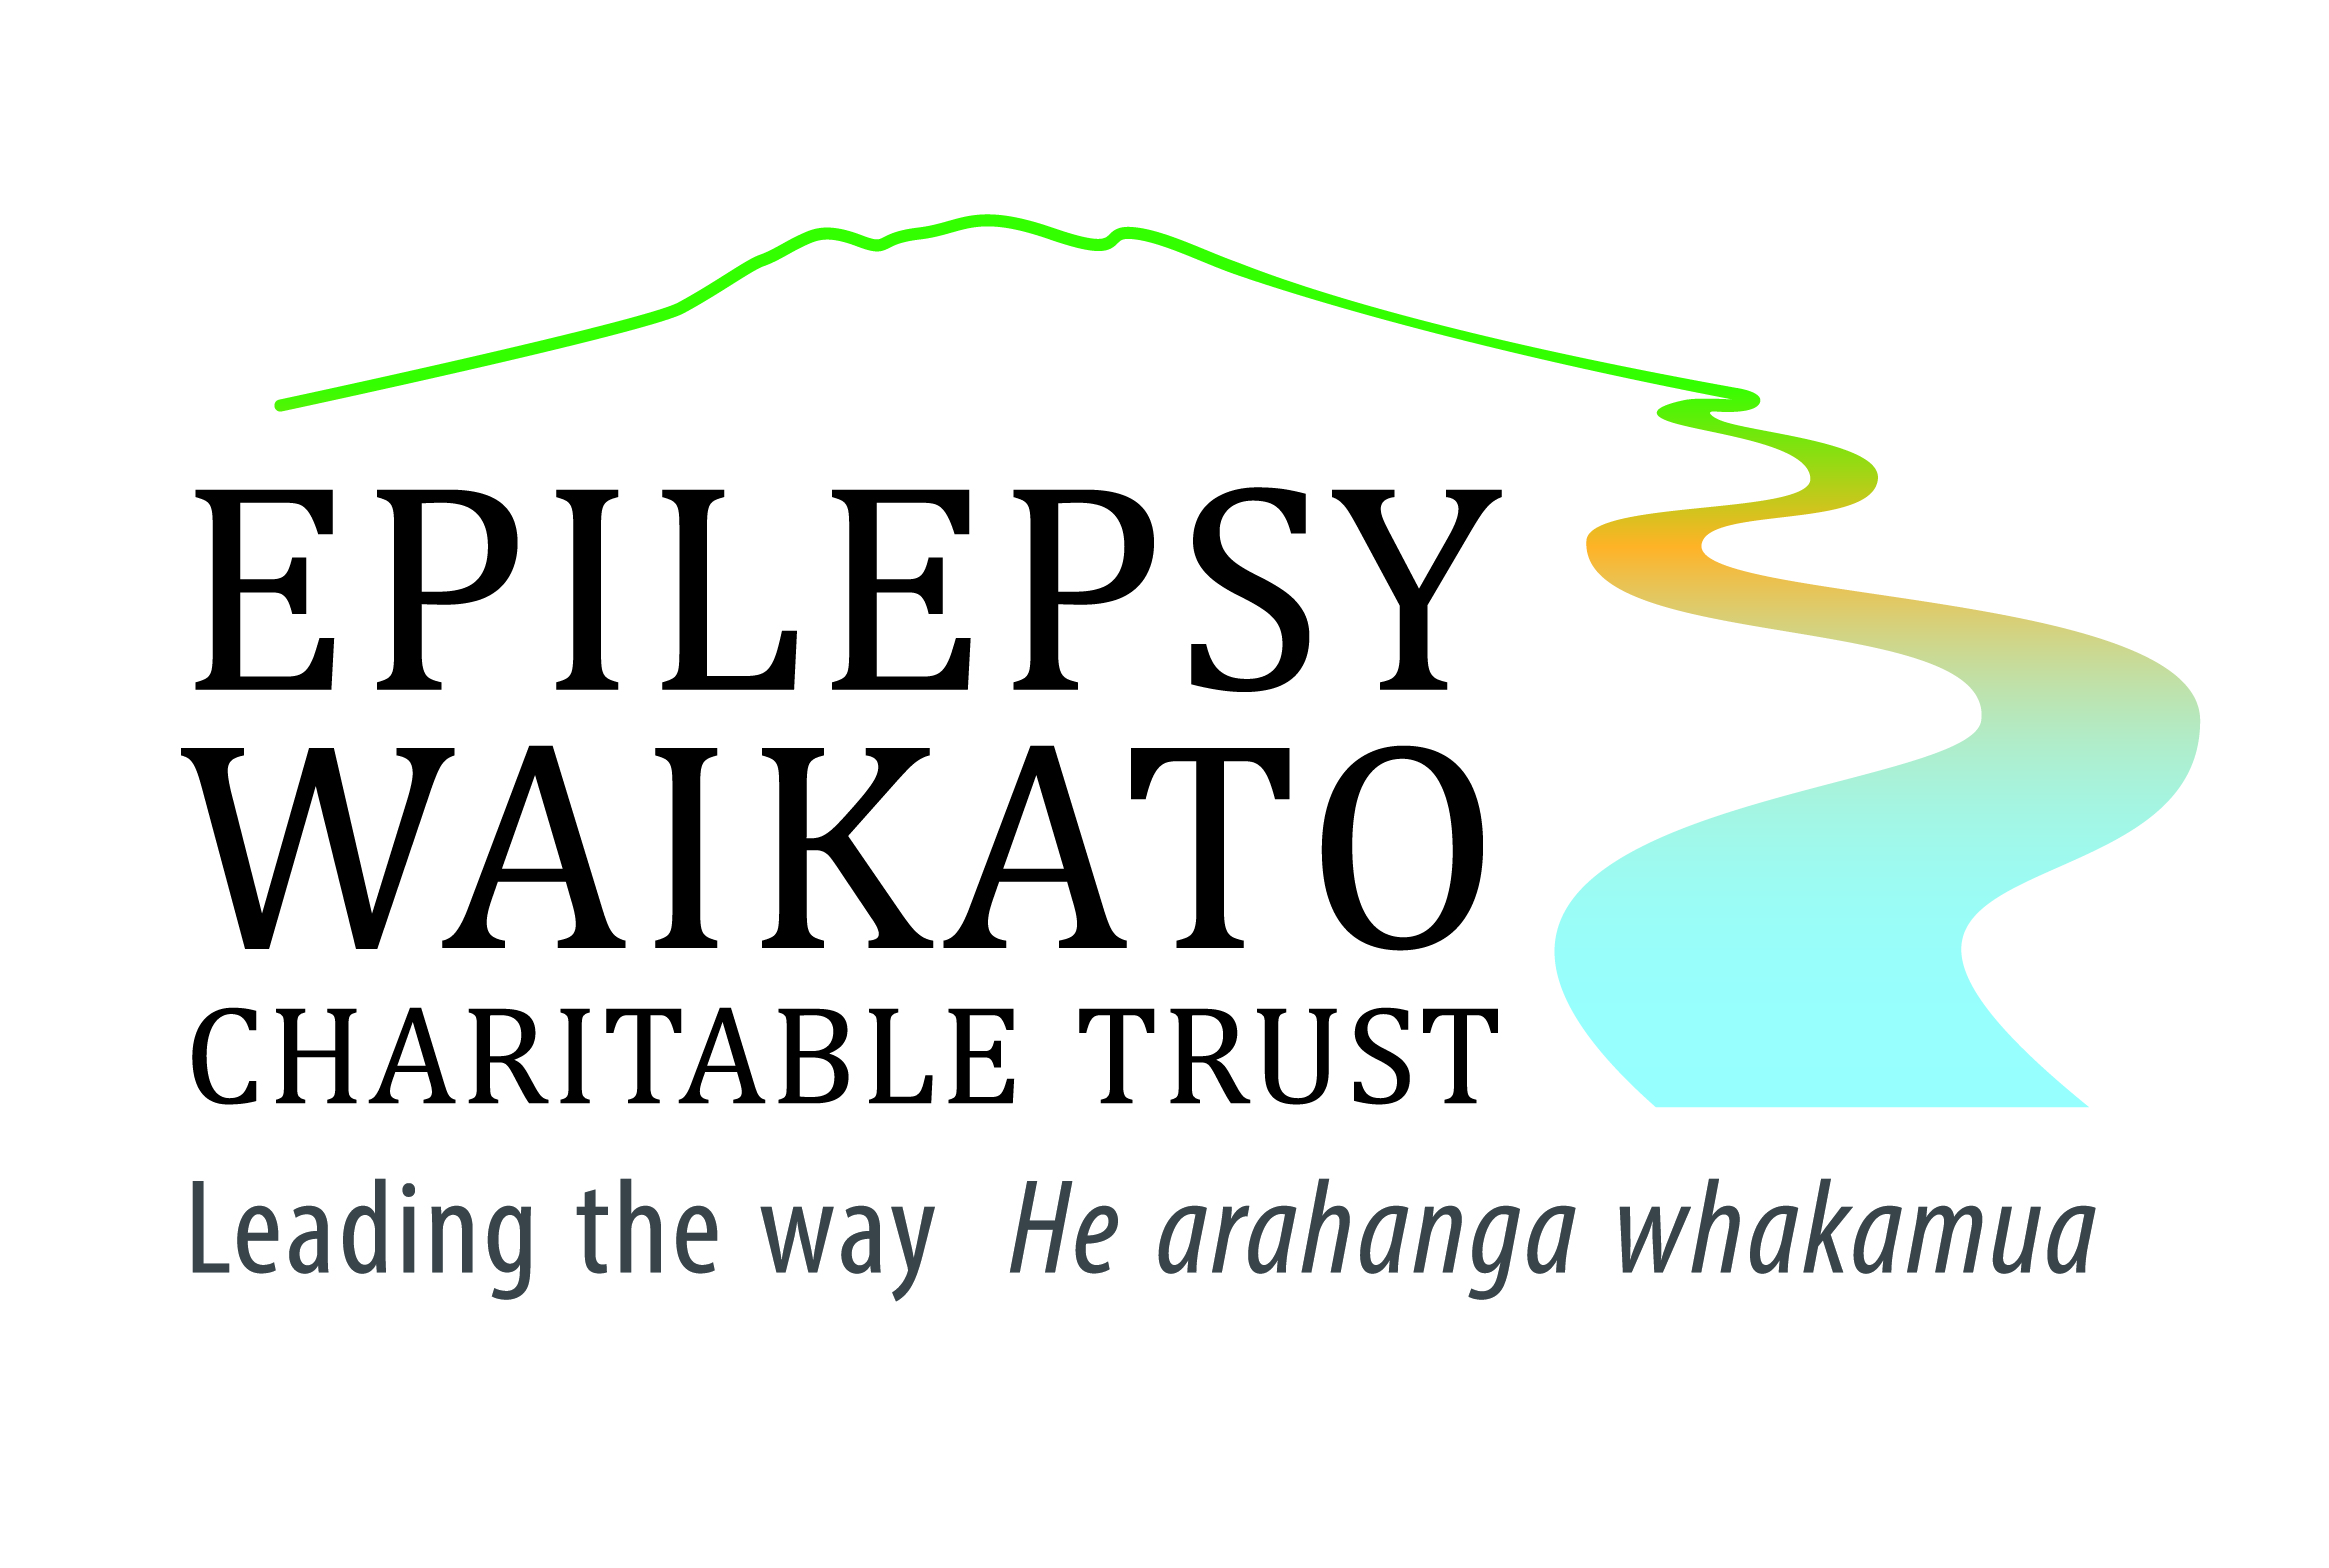 EPILEPSY
WAIKATO
CHARITABLE TRUST
Leading the way He arahanga whakamua